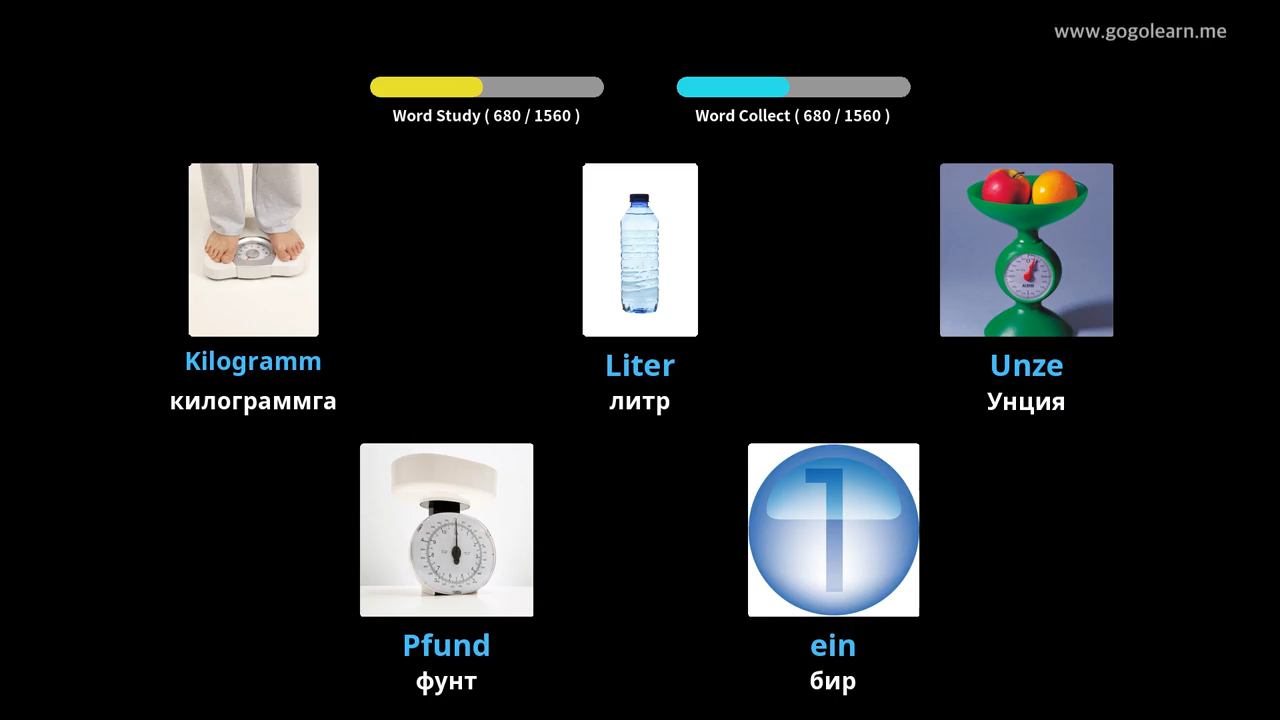 www.gogolearn.me
Word Study ( 680 / 1560 )
Word Collect ( 680 / 1560 )
Kilogramm
килограммга
Liter
литр
Unze
Унция
Pfund
фунт
ein
бир